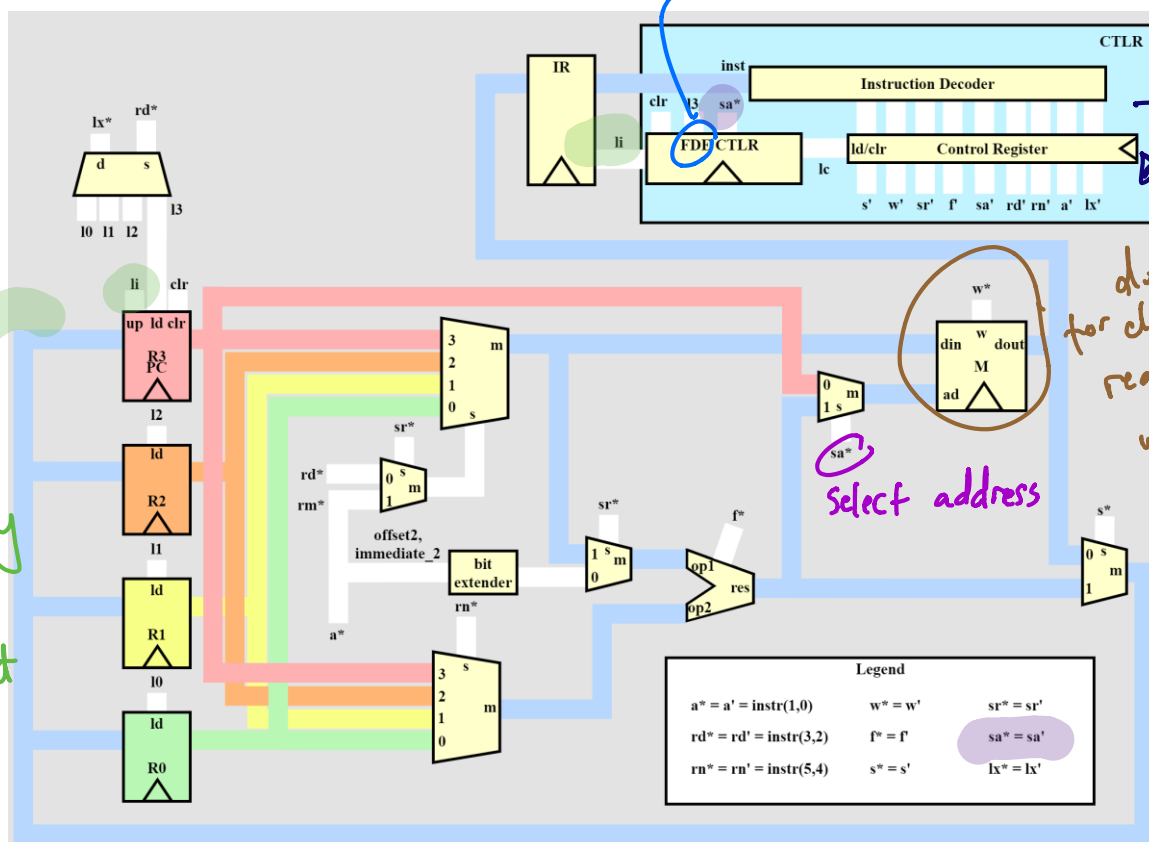 CTLR
IR
inst
Instruction Decoder
clr
l3
sa*
rd*
lx*
li
FDE CTLR
ld/clr
Control Register
d
s
lc
s' w' sr' f' sa' rd' rn' a' lx'
l3
l0 l1 l2
li
clr
w*
up ld clr
R3
PC
3
2
1
0
m
s
din
w
dout
M
ad
for
0
1 s
m
l2
sr*
sa*
select address
ld
R2
rd*
rm*
0
1
s
m
sr*
f*
s*
offset2,
immediate_2
l1
bit
extender
1
0
s
m
op1
op2
res
0
1
s
m
ld
R1
rn*
a*
l0
3
2
1
0
s
m
ld
R0
Legend
a* = a' = instr(1,0) w* = w' sr* = sr'
rd* = rd' = instr(3,2) f* = f' sa* = sa'
rn* = rn' = instr(5,4) s* = s' lx* = lx'